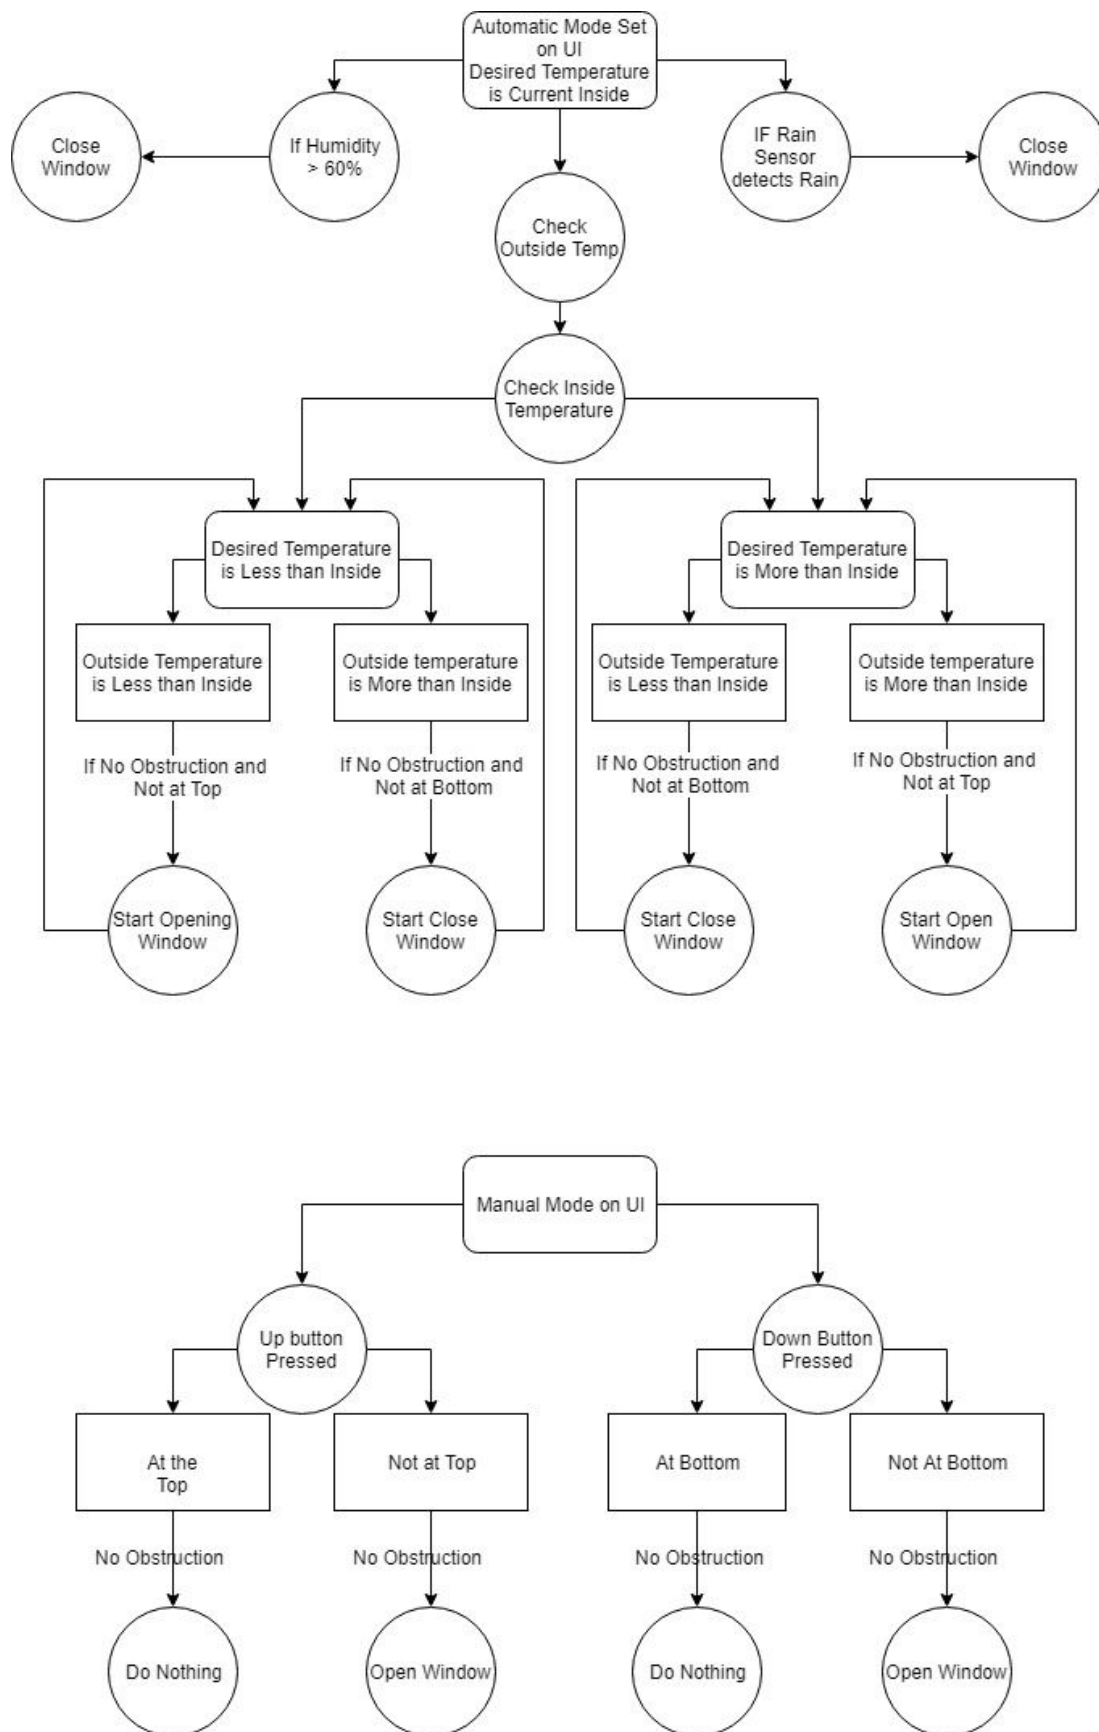 Automatic Mode Set
on UI
Desired Temperature
is Current Inside
Close
Window
If Humidity
> 60%
IF Rain
Sensor
detects Rain
Close
Window
Check
Outside Temp
Check Inside
Temperature
Desired Temperature
is Less than Inside
Desired Temperature
is More than Inside
Outside Temperature
is Less than Inside
Outside temperature
is More than Inside
Outside Temperature
is Less than Inside
Outside temperature
is More than Inside
If No Obstruction and
Not at Top
If No Obstruction and
Not at Bottom
If No Obstruction and
Not at Bottom
If No Obstruction and
Not at Top
Start Opening
Window
Start Close
Window
Start Close
Window
Start Open
Window
Manual Mode on UI
Up button
Pressed
Down Button
Pressed
At the
Top
Not at Top
At Bottom
Not At Bottom
No Obstruction
No Obstruction
No Obstruction
No Obstruction
Do Nothing
Open Window
Do Nothing
Open Window